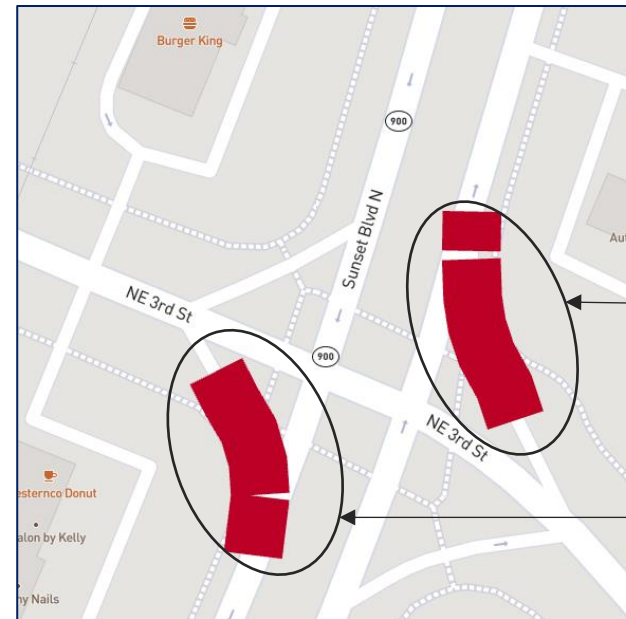 Burger King
900
Sunset Blvd N
NE 3rd St
900
NE 3rd St
Aut
esternco Donut
alon by Kelly
ny Nails